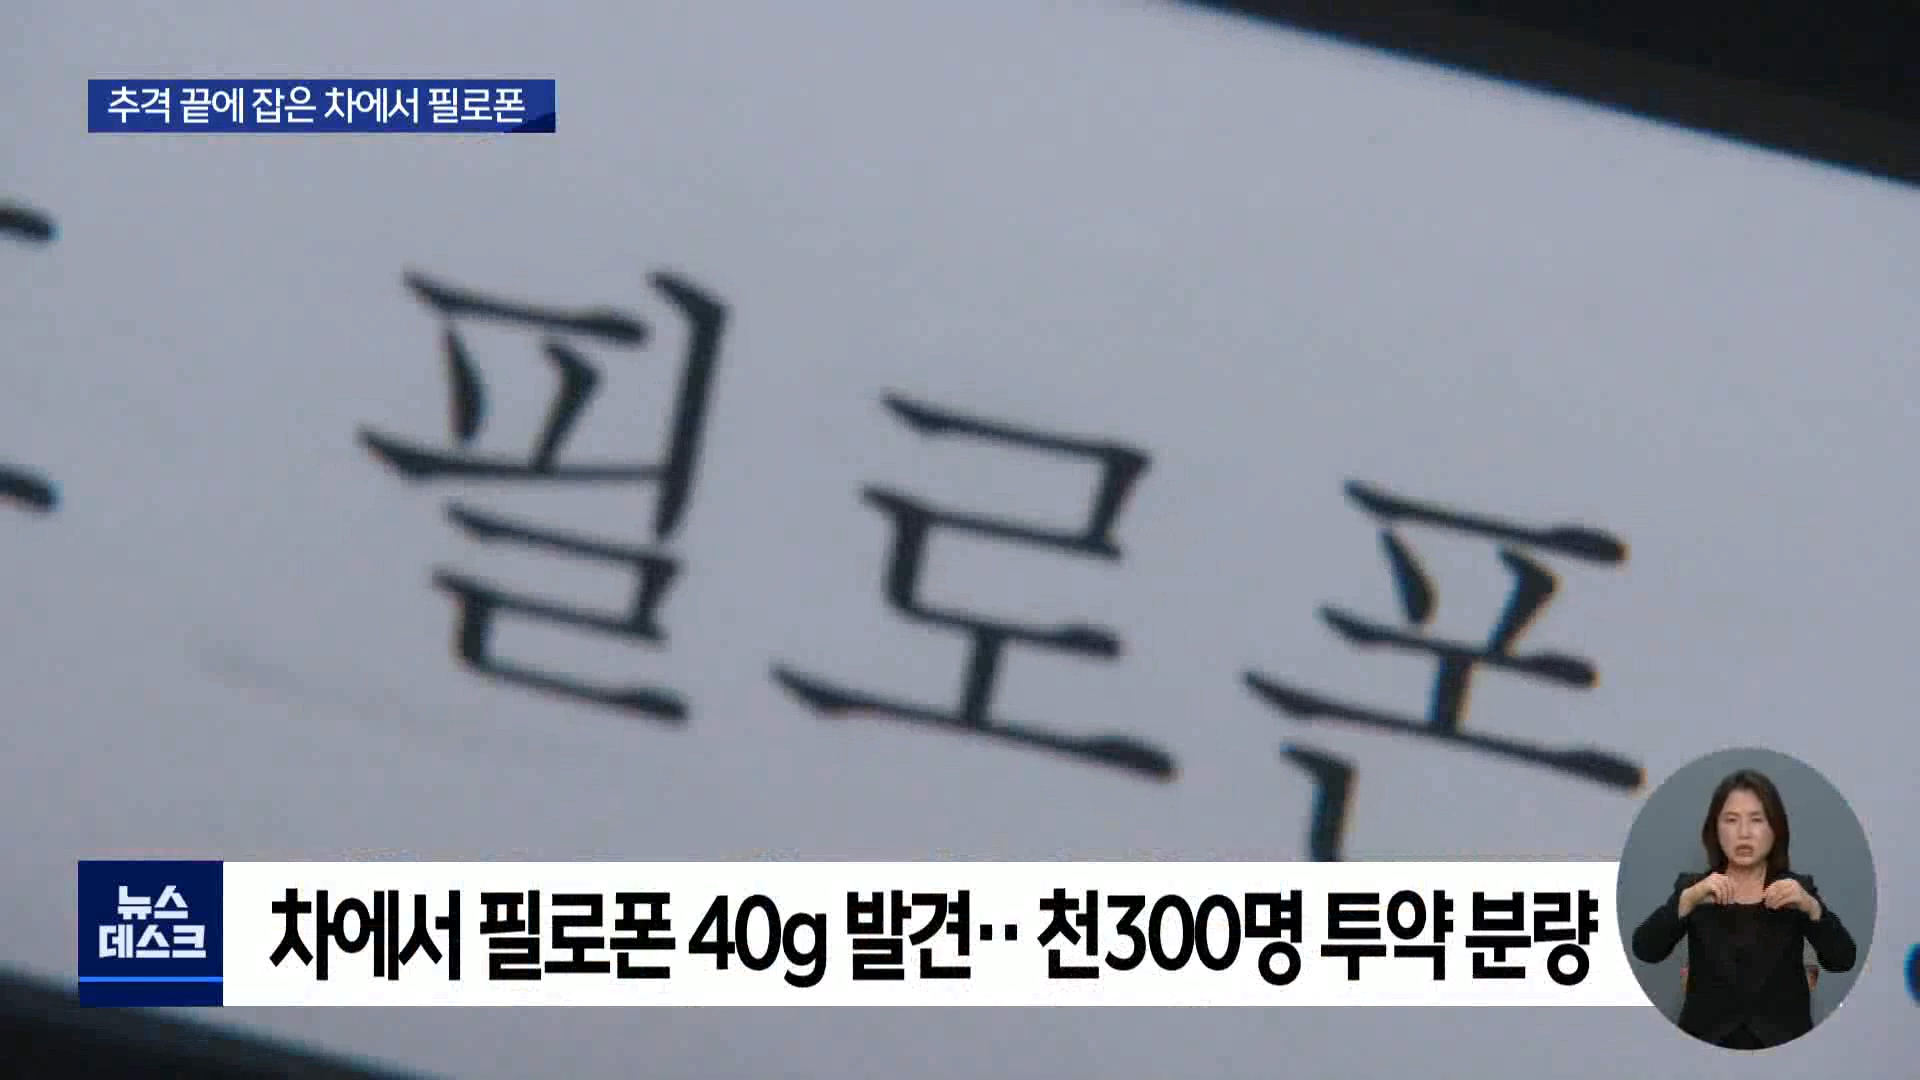 추격 끝에 잡은 차에서 필로폰
필로폰
뉴스
데스크
차에서 필로폰 40g 발견‥ 천300명 투약 분량